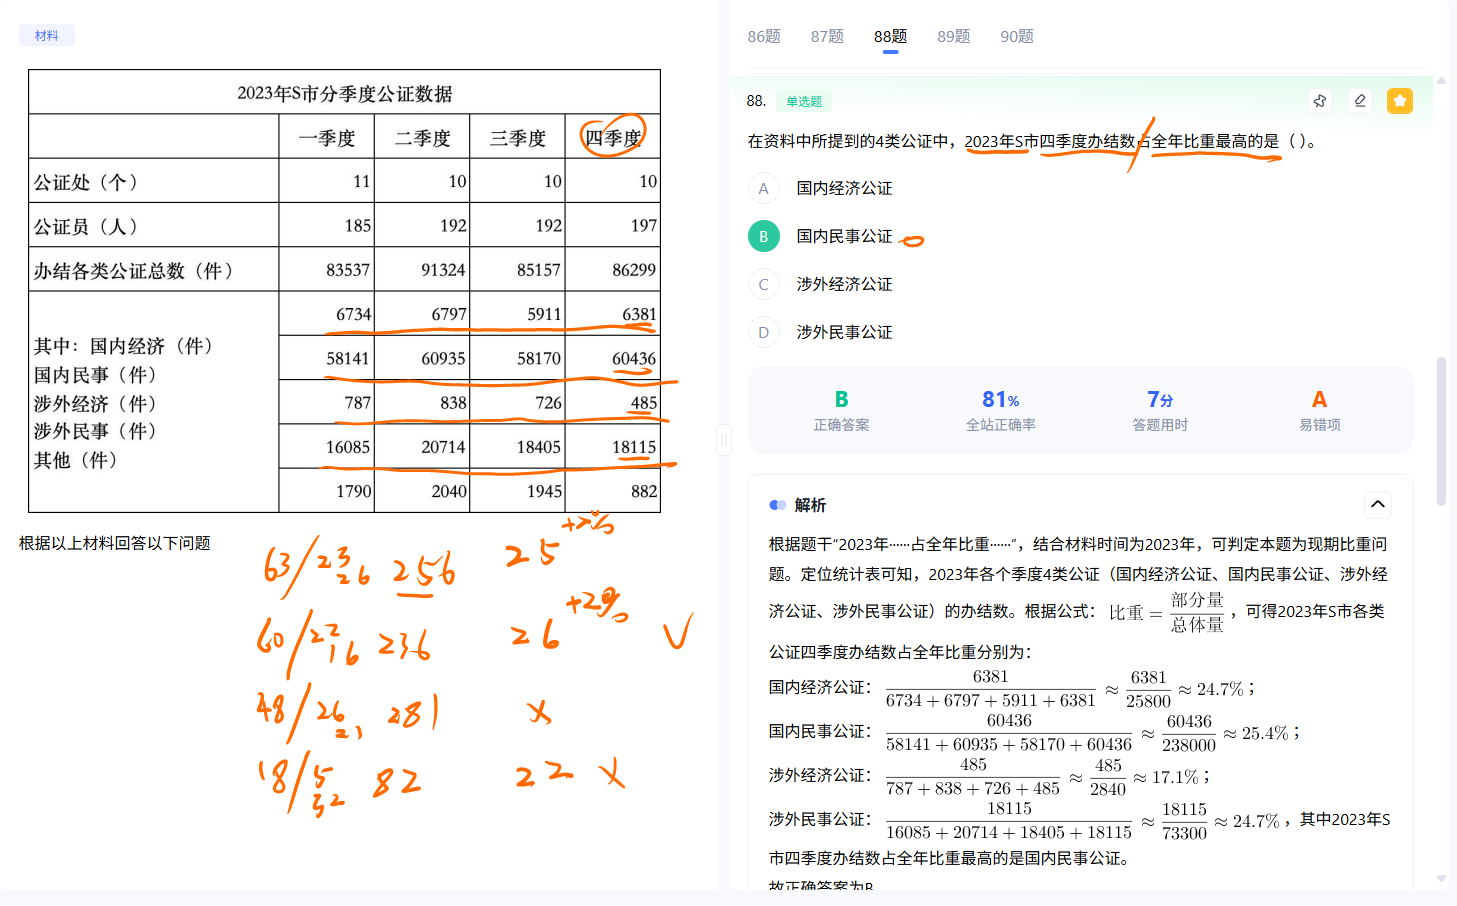 材料
2023年S市分季度公证数据
一季度 二季度 三季度 四季度
公证处（个） 11 10 10 10
公证员（人） 185 192 192 197
办结各类公证总数（件） 83537 91324 85157 86299
其中：国内经济（件） 6734 6797 5911 6381
国内民事（件） 58141 60935 58170 60436
涉外经济（件） 787 838 726 485
涉外民事（件） 16085 20714 18405 18115
其他（件） 1790 2040 1945 882
根据以上材料回答以下问题
63/23 26 256 25
60/22 16 236 26 +2%
48/26 21 281 x
18/5 32 82 22 x
86题 87题 88题 89题 90题
88. 单选题
在资料中所提到的4类公证中，2023年S市四季度办结数占全年比重最高的是（ ）。
A 国内经济公证
B 国内民事公证
C 涉外经济公证
D 涉外民事公证
B 81% 7分 A
正确答案 全站正确率 答题用时 易错项
解析
根据题干“2023年……占全年比重……”，结合材料时间为2023年，可判定本题为现期比重问
题。定位统计表可知，2023年各个季度4类公证（国内经济公证、国内民事公证、涉外经
济公证、涉外民事公证）的办结数。根据公式：比重=部分量/总体量，可得2023年S市各类
公证四季度办结数占全年比重分别为：
国内经济公证：6381/(6734+6797+5911+6381)≈6381/25800≈24.7%；
国内民事公证：60436/(58141+60935+58170+60436)≈60436/238000≈25.4%；
涉外经济公证：485/(787+838+726+485)≈485/2840≈17.1%；
涉外民事公证：18115/(16085+20714+18405+18115)≈18115/73300≈24.7%，其中2023年S
市四季度办结数占全年比重最高的是国内民事公证。
故正确答案为B